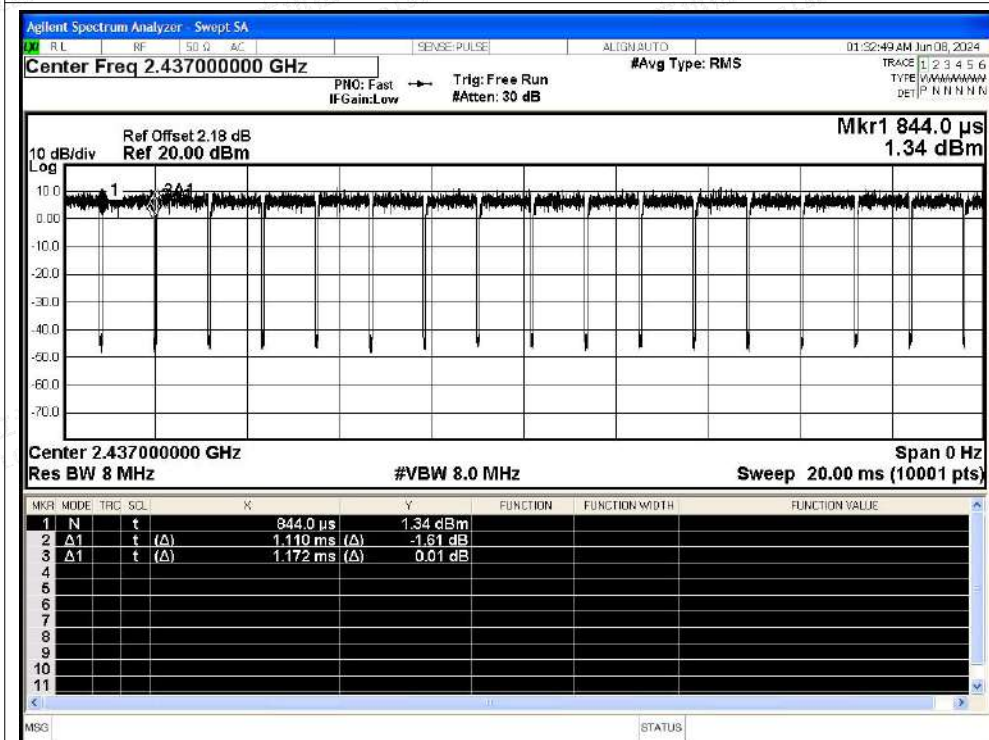 Agilent Spectrum Analyzer - Swept SA
LXI RL RF 50 Ω AC SENSE:PULSE ALIGN AUTO 01:32:49 AM Jun 08, 2024
Center Freq 2.437000000 GHz #Avg Type: RMS TRACE 1 2 3 4 5 6
PNO: Fast Trig: Free Run TYPE
IFGain:Low #Atten: 30 dB DET P N N N N N
Mkr1 844.0 µs
Ref Offset 2.18 dB
10 dB/div Ref 20.00 dBm 1.34 dBm
Log
10.0
1 3Δ1
0.00
-10.0
-20.0
-30.0
-40.0
-50.0
-60.0
-70.0
Center 2.437000000 GHz Span 0 Hz
Res BW 8 MHz #VBW 8.0 MHz Sweep 20.00 ms (10001 pts)
MKR MODE TRC SCL X Y FUNCTION FUNCTION WIDTH FUNCTION VALUE
1 N t 844.0 µs 1.34 dBm
2 Δ1 t (Δ) 1.110 ms (Δ) -1.61 dB
3 Δ1 t (Δ) 1.172 ms (Δ) 0.01 dB
4
5
6
7
8
9
10
11
MSG STATUS